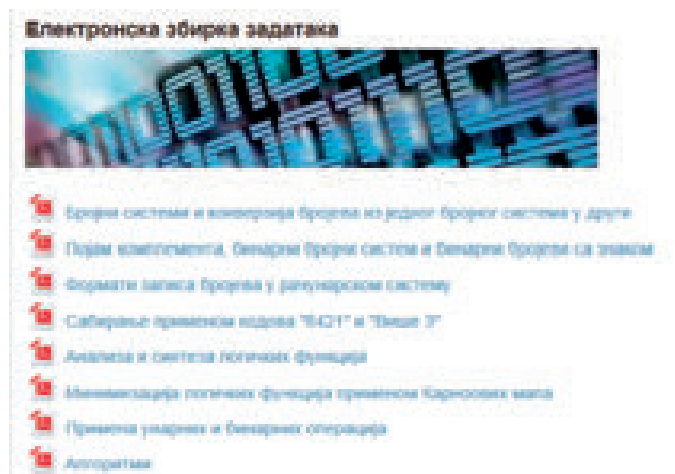 Електронска збирка задатака
Бројни системи и конверзија бројева из једног бројног система у други
Појам комплемента, бинарни бројни систем и бинарни бројеви са знаком
Формати записа бројева у рачунарском систему
Сабирање применом кодова "8421" и "Више 3"
Анализа и синтеза логичких функција
Минимизација логичких функција применом Карноових мапа
Примена унарних и бинарних операција
Алгоритми